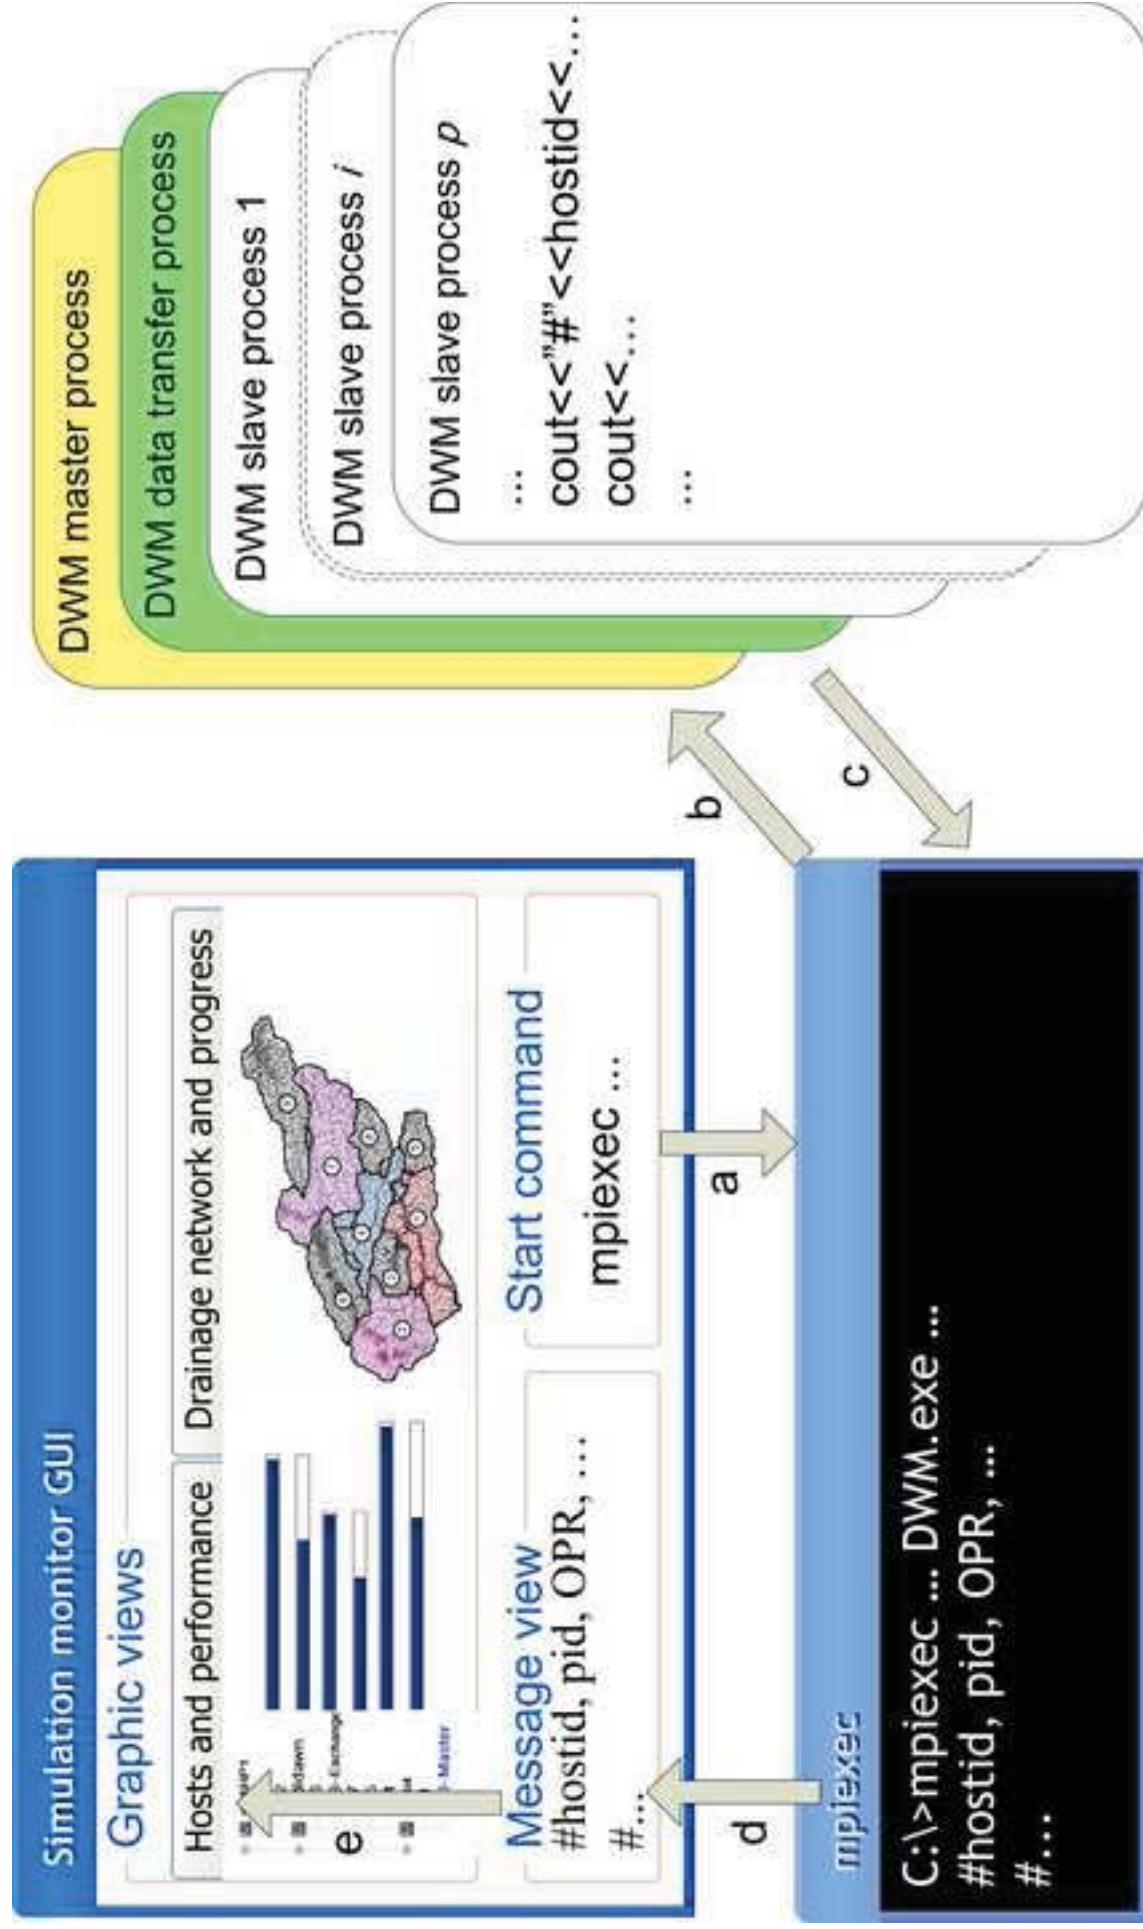 Simulation monitor GUI
Graphic views
Hosts and performance
Drainage network and progress
Exchange
Master
e
Message view
#hostid, pid, OPR, …
#...
Start command
mpiexec ...
d
a
b
c
mpiexec
C:\>mpiexec ... DWM.exe ...
#hostid, pid, OPR, ...
#...
DWM master process
DWM data transfer process
DWM slave process 1
DWM slave process i
DWM slave process p
...
cout<<"#"<<hostid<<...
cout<<...
...